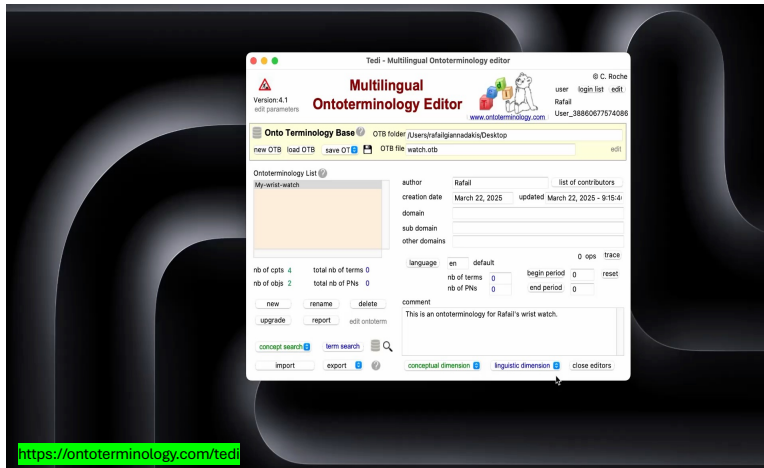 Tedi - Multilingual Ontoterminology editor
© C. Roche
Version:4.1
edit parameters
Multilingual
Ontoterminology Editor
T e d i
www.ontoterminology.com
user login list edit
Rafail
User_38860677574086
Onto Terminology Base ? OTB folder /Users/rafailgiannadakis/Desktop
new OTB load OTB save OT OTB file watch.otb edit
Ontoterminology List ?
My-wrist-watch
author Rafail list of contributors
creation date March 22, 2025 updated March 22, 2025 - 9:15:4
domain
sub domain
other domains
0 ops trace
language en default
nb of cpts 4 total nb of terms 0
nb of terms 0 begin period 0 reset
nb of objs 2 total nb of PNs 0
nb of PNs 0 end period 0
new rename delete
comment
upgrade report edit ontoterm
This is an ontoterminology for Rafail's wrist watch.
concept search term search
import export ?
conceptual dimension linguistic dimension close editors
https://ontoterminology.com/tedi